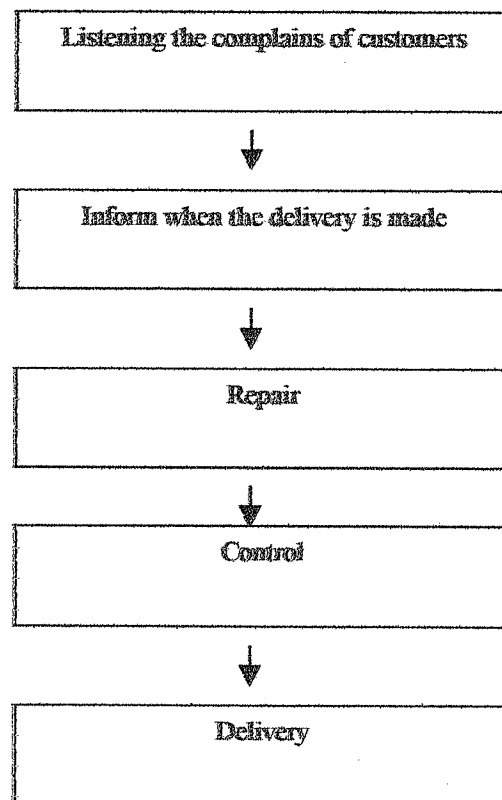 Listening the complains of customers
Inform when the delivery is made
Repair
Control
Delivery